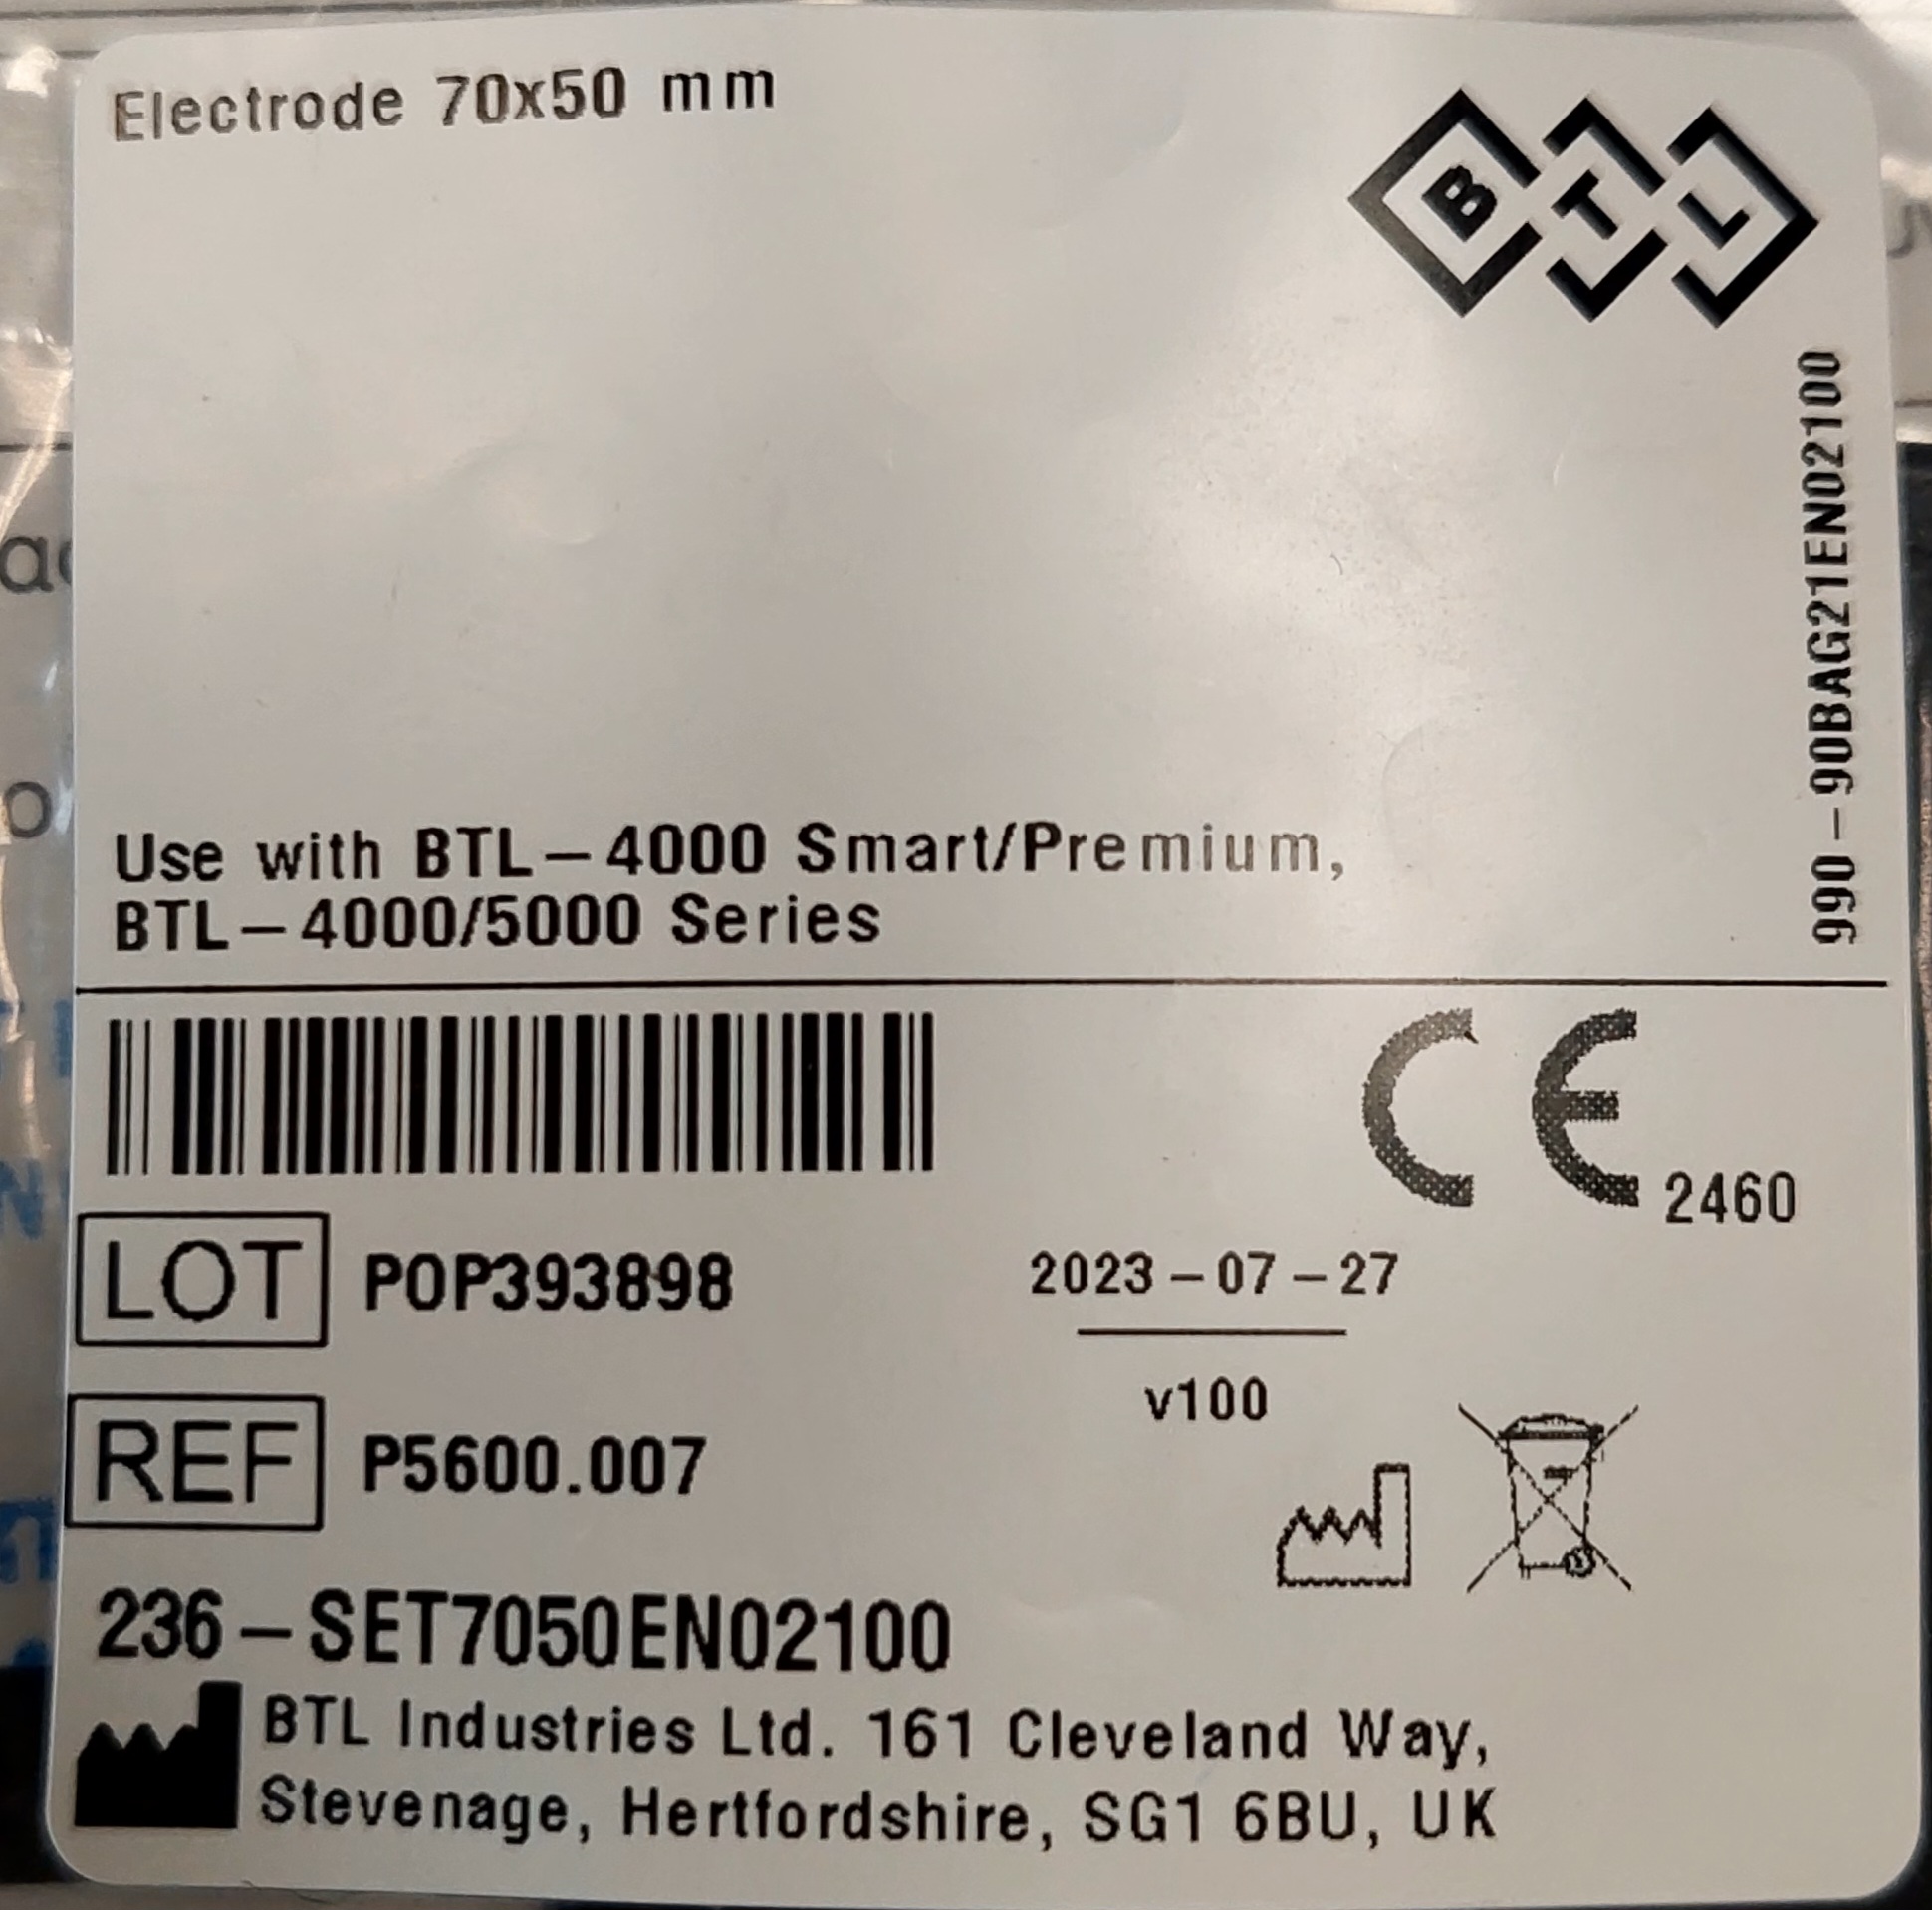 Electrode 70x50 mm
BTL
990-90BAG21EN02100
Use with BTL-4000 Smart/Premium,
BTL-4000/5000 Series
CE 2460
LOT POP393898
2023-07-27
v100
REF P5600.007
236-SET7050EN02100
BTL Industries Ltd. 161 Cleveland Way,
Stevenage, Hertfordshire, SG1 6BU, UK